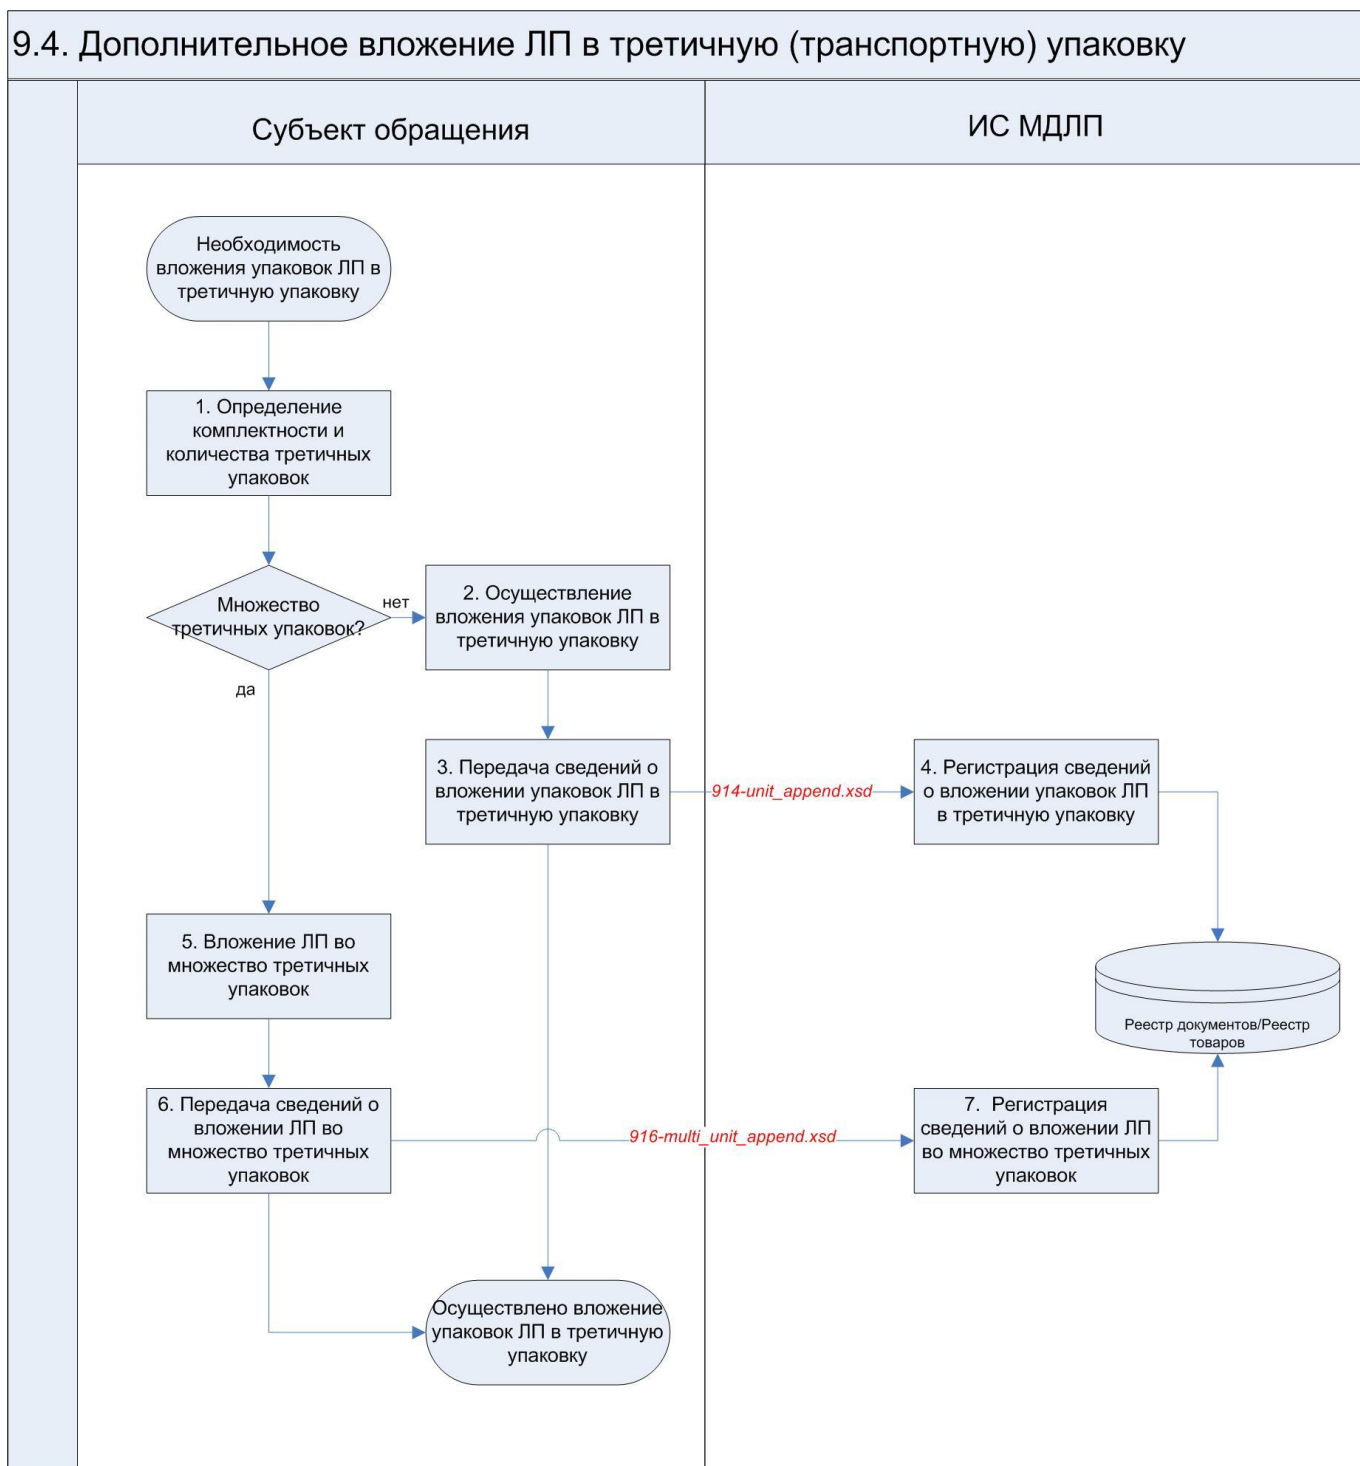 9.4. Дополнительное вложение ЛП в третичную (транспортную) упаковку
Субъект обращения
ИС МДЛП
Необходимость
вложения упаковок ЛП в
третичную упаковку
1. Определение
комплектности и
количества третичных
упаковок
Множество
третичных упаковок?
нет
да
2. Осуществление
вложения упаковок ЛП в
третичную упаковку
3. Передача сведений о
вложении упаковок ЛП в
третичную упаковку
914-unit_append.xsd
4. Регистрация сведений
о вложении упаковок ЛП
в третичную упаковку
5. Вложение ЛП во
множество третичных
упаковок
Реестр документов/Реестр
товаров
6. Передача сведений о
вложении ЛП во
множество третичных
упаковок
916-multi_unit_append.xsd
7. Регистрация
сведений о вложении ЛП
во множество третичных
упаковок
Осуществлено вложение
упаковок ЛП в третичную
упаковку